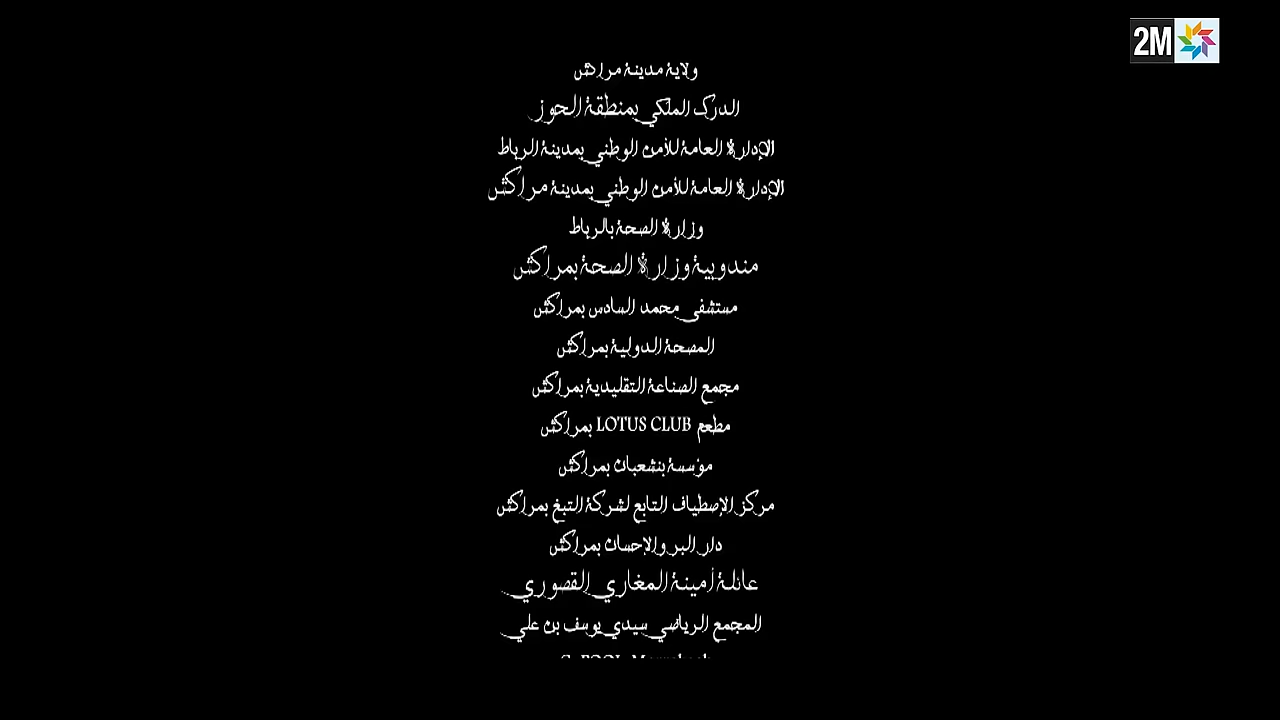 2M
ولاية مدينة مراكش
الدرك الملكي بمنطقة الحوز
الإدارة العامة للأمن الوطني بمدينة الرباط
الإدارة العامة للأمن الوطني بمدينة مراكش
وزارة الصحة بالرباط
مندوبية وزارة الصحة بمراكش
مستشفى محمد السادس بمراكش
المصحة الدولية بمراكش
مجمع الصناعة التقليدية بمراكش
مطعم LOTUS CLUB بمراكش
مؤسسة بنشعبان بمراكش
مركز الإصطياف التابع لشركة التبغ بمراكش
دار البر والإحسان بمراكش
عائلة أمينة المغاري القصوري
المجمع الرياضي سيدي يوسف بن علي